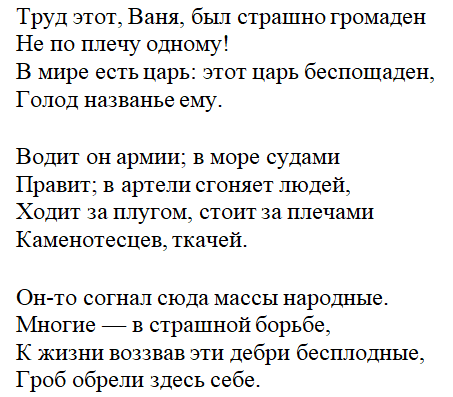 Труд этот, Ваня, был страшно громаден
Не по плечу одному!
В мире есть царь: этот царь беспощаден,
Голод названье ему.

Водит он армии; в море судами
Правит; в артели сгоняет людей,
Ходит за плугом, стоит за плечами
Каменотесцев, ткачей.

Он-то согнал сюда массы народные.
Многие — в страшной борьбе,
К жизни воззвав эти дебри бесплодные,
Гроб обрели здесь себе.